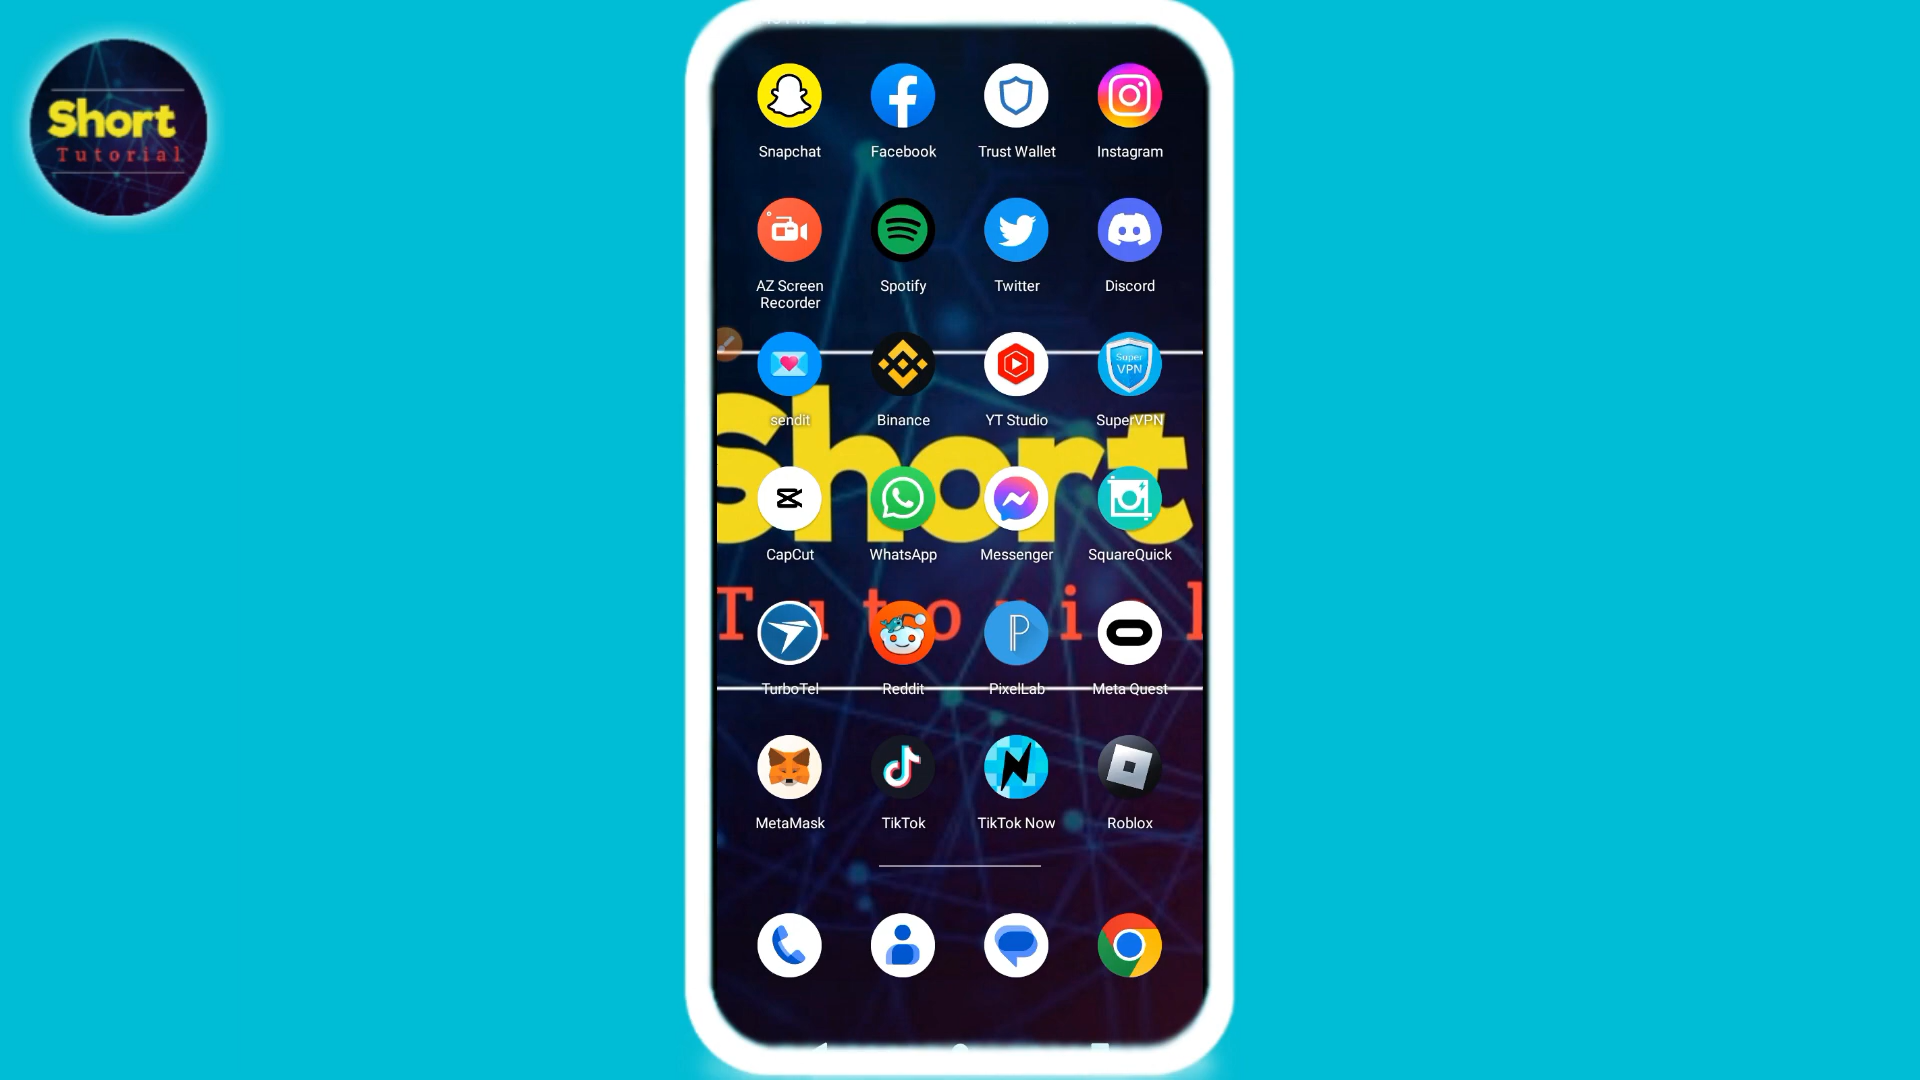 Short
Tutorial
Snapchat
Facebook
Trust Wallet
Instagram
AZ Screen
Recorder
Spotify
Twitter
Discord
Super
VPN
sendit
Binance
YT Studio
SuperVPN
Short
CapCut
WhatsApp
Messenger
SquareQuick
Tutorial
TurboTel
Reddit
PixelLab
Meta Quest
MetaMask
TikTok
TikTok Now
Roblox